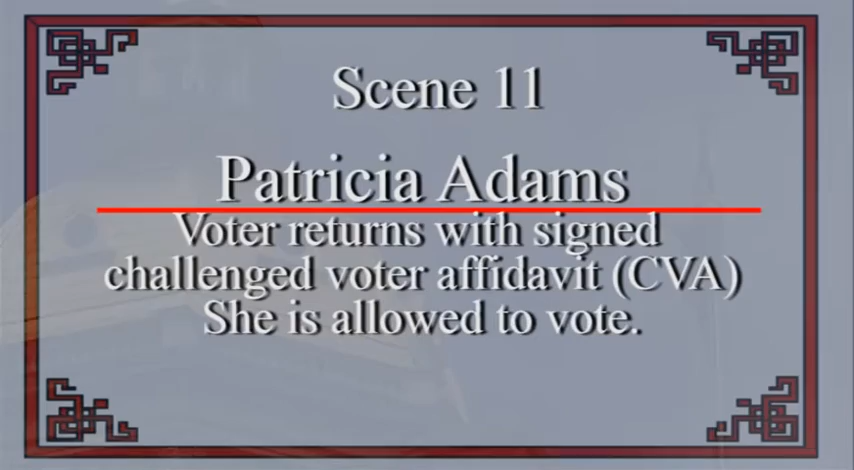 Scene 11
Patricia Adams
Voter returns with signed
challenged voter affidavit (CVA)
She is allowed to vote.